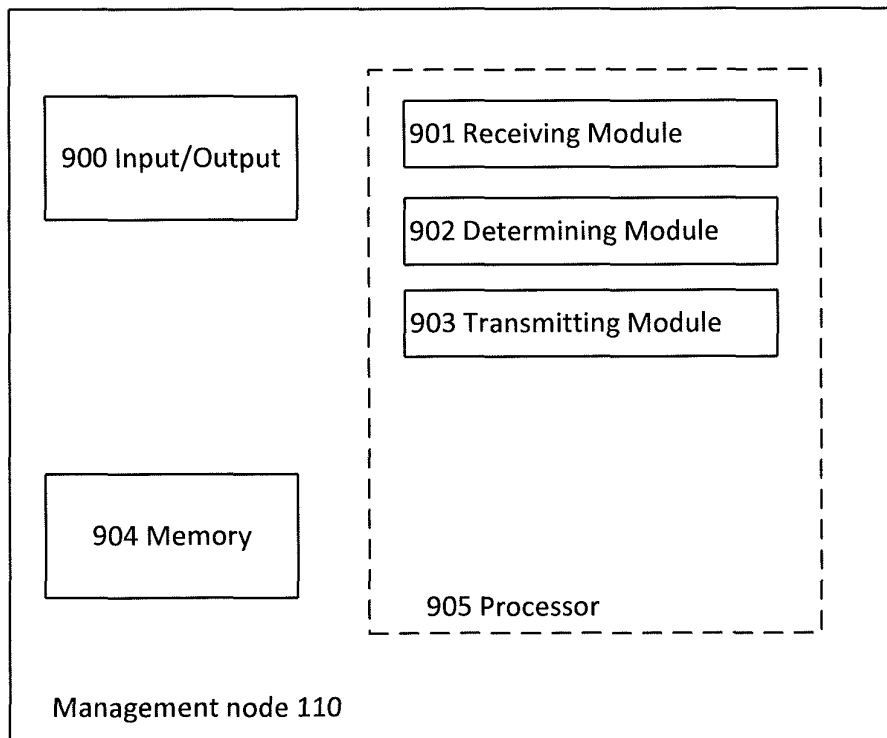 900 Input/Output
901 Receiving Module
902 Determining Module
903 Transmitting Module
904 Memory
905 Processor
Management node 110